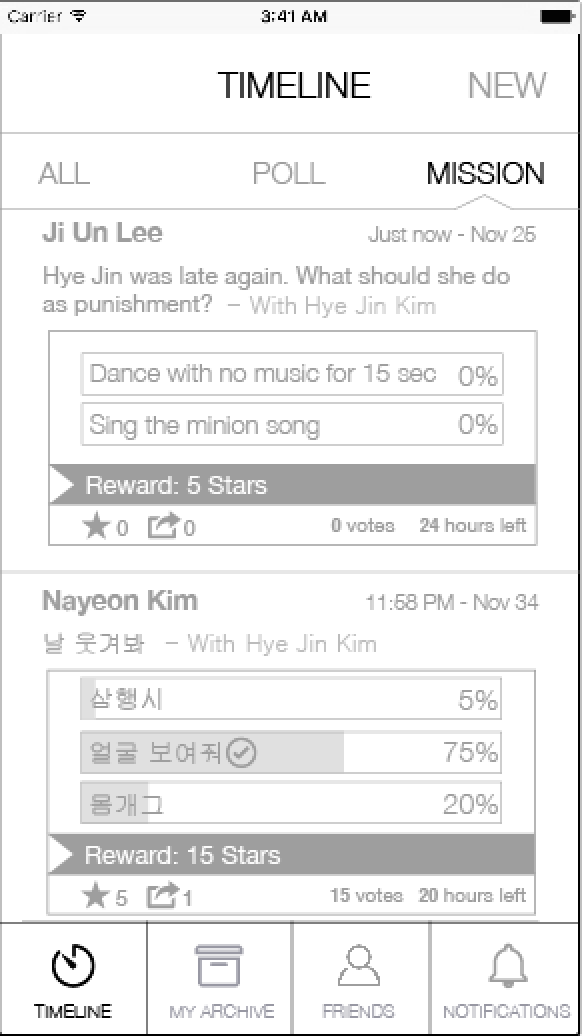 Carrier 3:41 AM
TIMELINE NEW
ALL POLL MISSION
Ji Un Lee Just now - Nov 25
Hye Jin was late again. What should she do
as punishment? – With Hye Jin Kim
Dance with no music for 15 sec 0%
Sing the minion song 0%
Reward: 5 Stars
0 0 0 votes 24 hours left
Nayeon Kim 11:58 PM - Nov 34
날 웃겨봐 – With Hye Jin Kim
삼행시 5%
얼굴 보여줘 75%
몸개그 20%
Reward: 15 Stars
5 1 15 votes 20 hours left
TIMELINE MY ARCHIVE FRIENDS NOTIFICATIONS